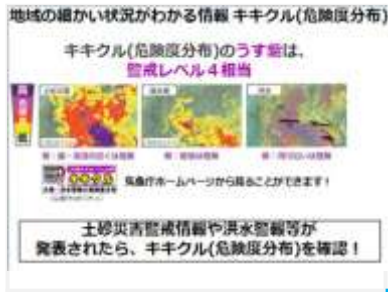 地域の細かい状況がわかる情報 キキクル(危険度分布)
キキクル(危険度分布)のうす紫は、
警戒レベル4相当
キキクル
気象庁ホームページから見ることができます！
土砂災害警戒情報や洪水警報等が
発表されたら、キキクル(危険度分布)を確認！